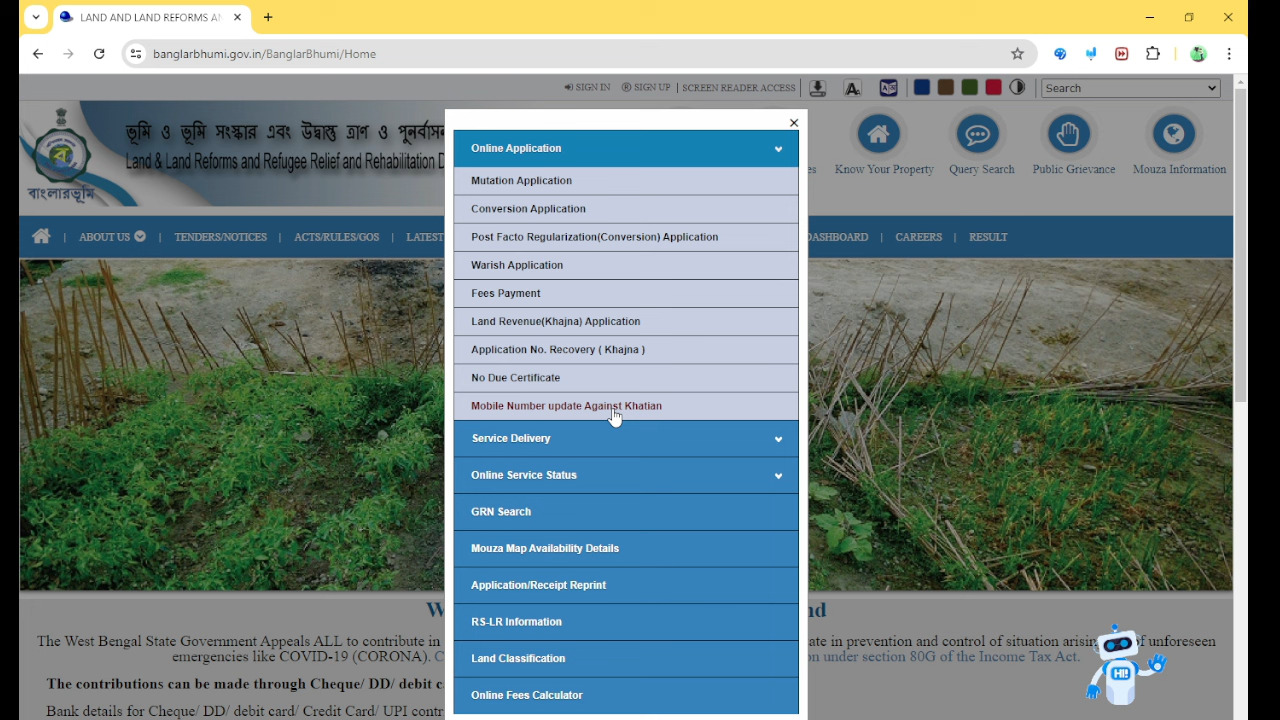 LAND AND LAND REFORMS AN
banglarbhumi.gov.in/BanglarBhumi/Home
SIGN IN
SIGN UP
SCREEN READER ACCESS
Search
ভূমি ও ভূমি সংস্কার এবং উদ্বাস্তু ত্রাণ ও পুনর্বাসন
Land & Land Reforms and Refugee Relief and Rehabilitation D
বাংলারভূমি
Know Your Property
Query Search
Public Grievance
Mouza Information
ABOUT US
TENDERS/NOTICES
ACTS/RULES/GOS
LATEST
DASHBOARD
CAREERS
RESULT
Online Application
Mutation Application
Conversion Application
Post Facto Regularization(Conversion) Application
Warish Application
Fees Payment
Land Revenue(Khajna) Application
Application No. Recovery ( Khajna )
No Due Certificate
Mobile Number update Against Khatian
Service Delivery
Online Service Status
GRN Search
Mouza Map Availability Details
Application/Receipt Reprint
RS-LR Information
Land Classification
Online Fees Calculator
The West Bengal State Government Appeals ALL to contribute in
ate in prevention and control of situation arising of unforeseen
emergencies like COVID-19 (CORONA). C
on under section 80G of the Income Tax Act.
The contributions can be made through Cheque/ DD/ debit c
Bank details for Cheque/ DD/ debit card/ Credit Card/ UPI contr
HI!